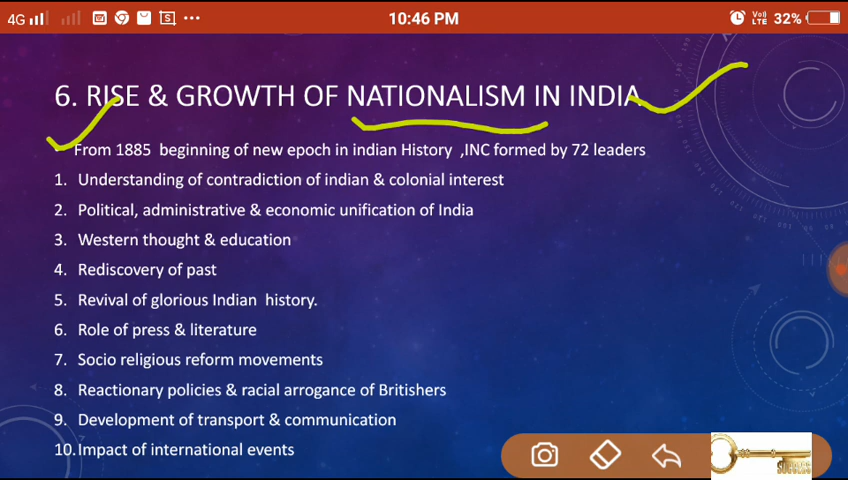 4G 10:46 PM Vol) LTE 32%
6. RISE & GROWTH OF NATIONALISM IN INDIA
From 1885 beginning of new epoch in indian History ,INC formed by 72 leaders
1. Understanding of contradiction of indian & colonial interest
2. Political, administrative & economic unification of India
3. Western thought & education
4. Rediscovery of past
5. Revival of glorious Indian history.
6. Role of press & literature
7. Socio religious reform movements
8. Reactionary policies & racial arrogance of Britishers
9. Development of transport & communication
10. Impact of international events
SUCCESS